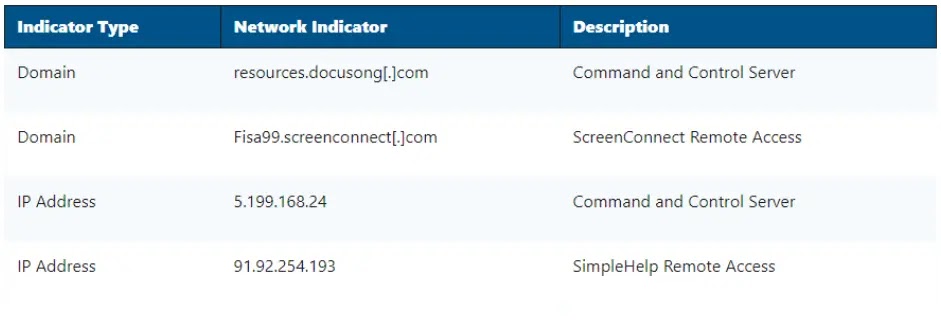 Indicator Type Network Indicator Description
Domain resources.docusong[.]com Command and Control Server
Domain Fisa99.screenconnect[.]com ScreenConnect Remote Access
IP Address 5.199.168.24 Command and Control Server
IP Address 91.92.254.193 SimpleHelp Remote Access